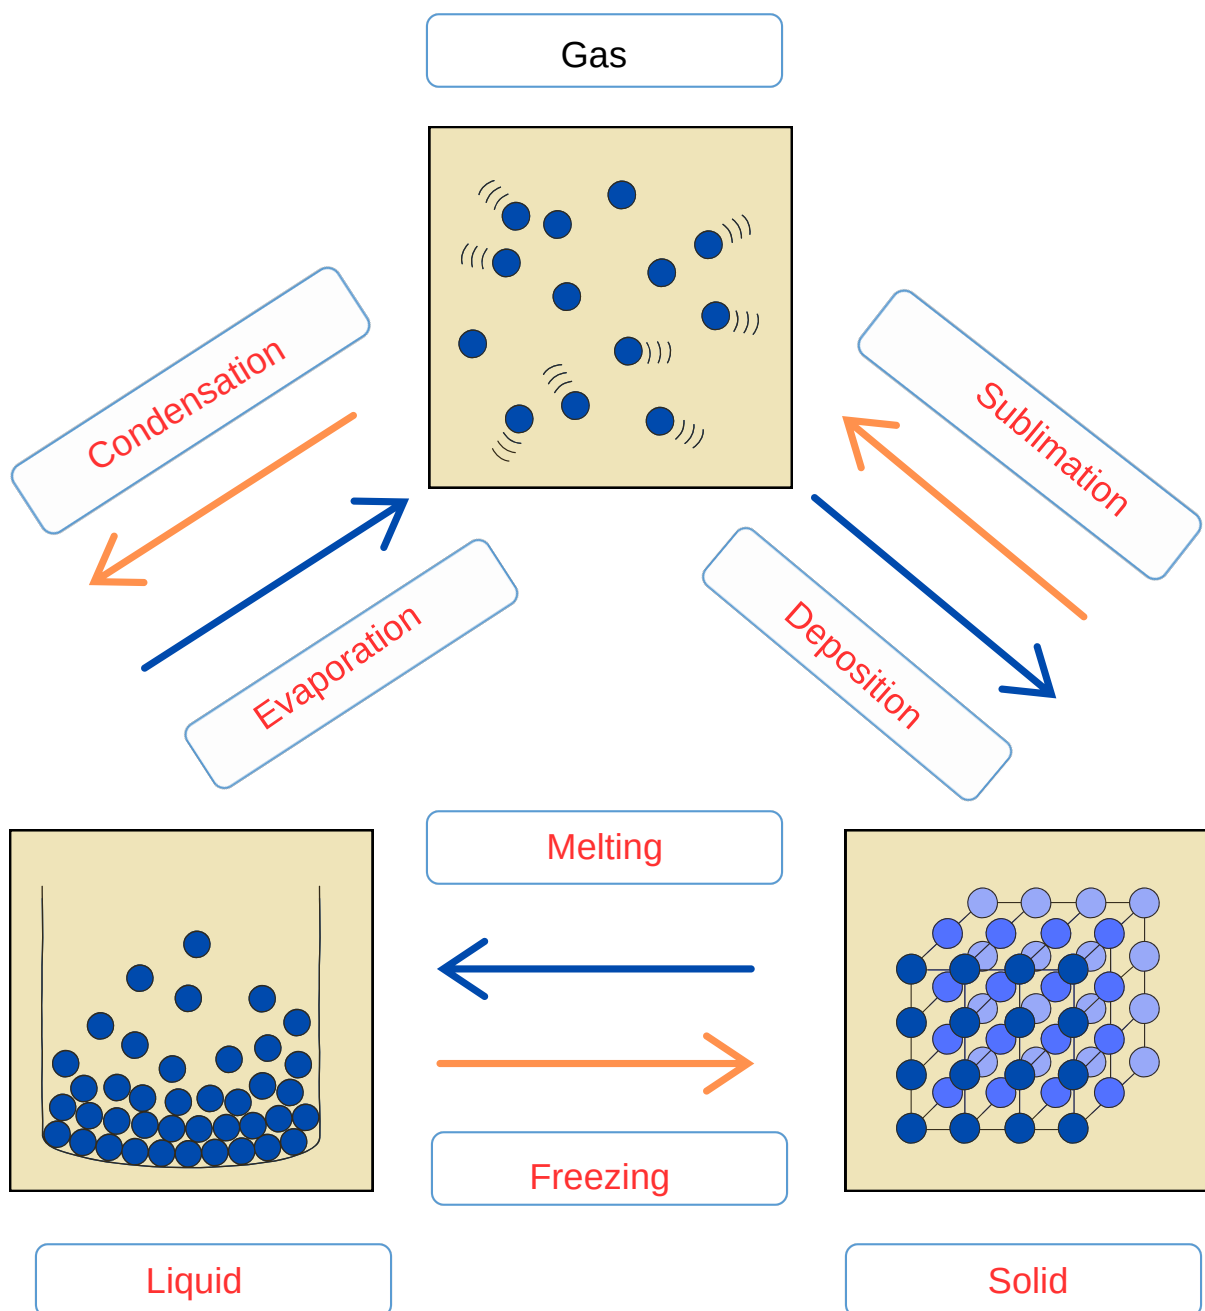 Gas
Condensation
Sublimation
Evaporation
Deposition
Melting
Freezing
Liquid
Solid